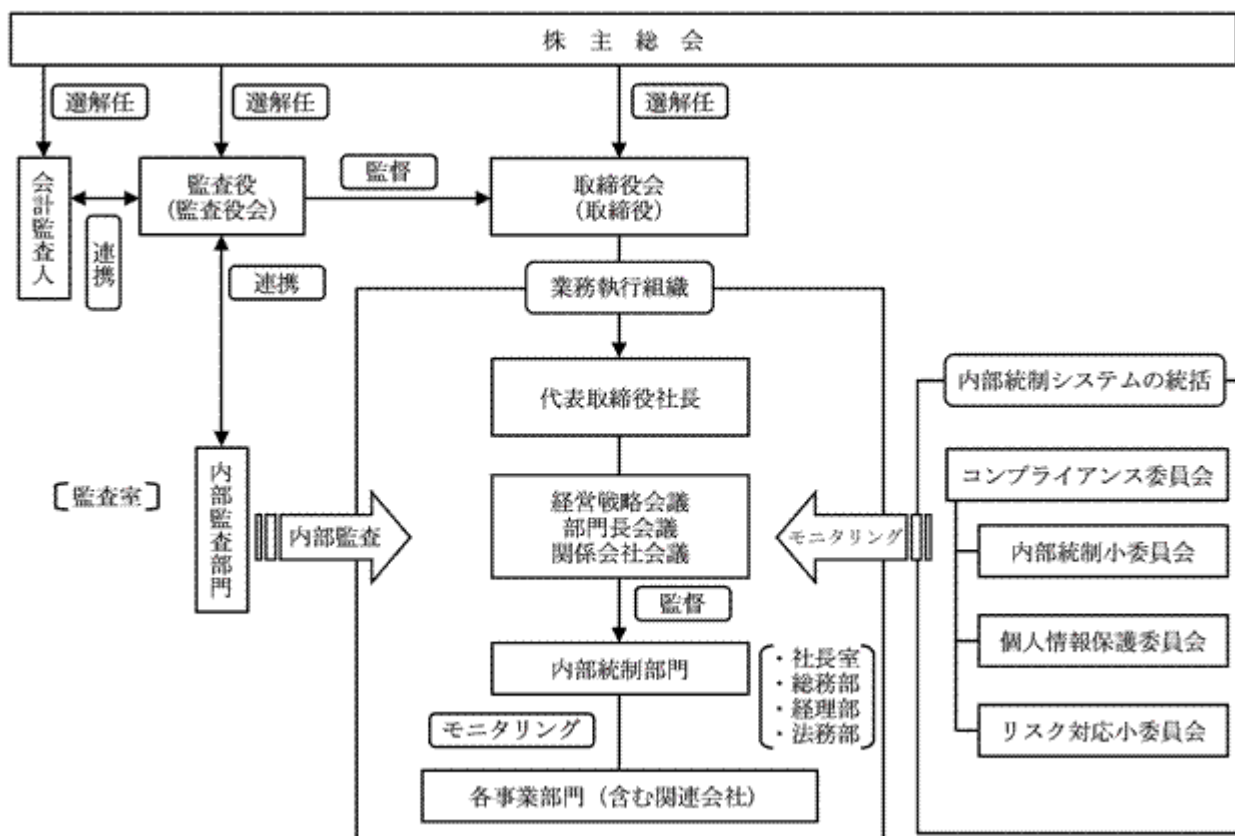 株主総会
選解任
選解任
選解任
会計監査人
監査役
(監査役会)
監督
取締役会
(取締役)
連携
連携
業務執行組織
代表取締役社長
内部統制システムの統括
〔監査室〕
内部監査部門
内部監査
経営戦略会議
部門長会議
関係会社会議
モニタリング
コンプライアンス委員会
内部統制小委員会
個人情報保護委員会
リスク対応小委員会
監督
内部統制部門
・社長室
・総務部
・経理部
・法務部
モニタリング
各事業部門(含む関連会社)